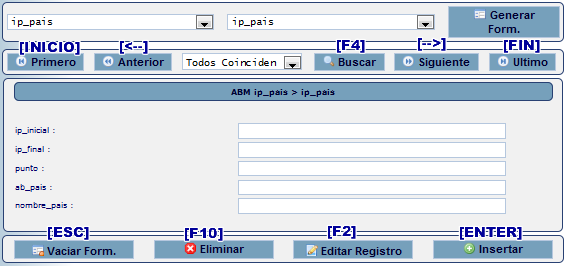 ip_pais ip_pais Generar Form.
[INICIO] [<--] [F4] [-->] [FIN]
Primero Anterior Todos Coinciden Buscar Siguiente Ultimo
ABM ip_pais > ip_pais
ip_inicial :
ip_final :
punto :
ab_pais :
nombre_pais :
[ESC] [F10] [F2] [ENTER]
Vaciar Form. Eliminar Editar Registro Insertar